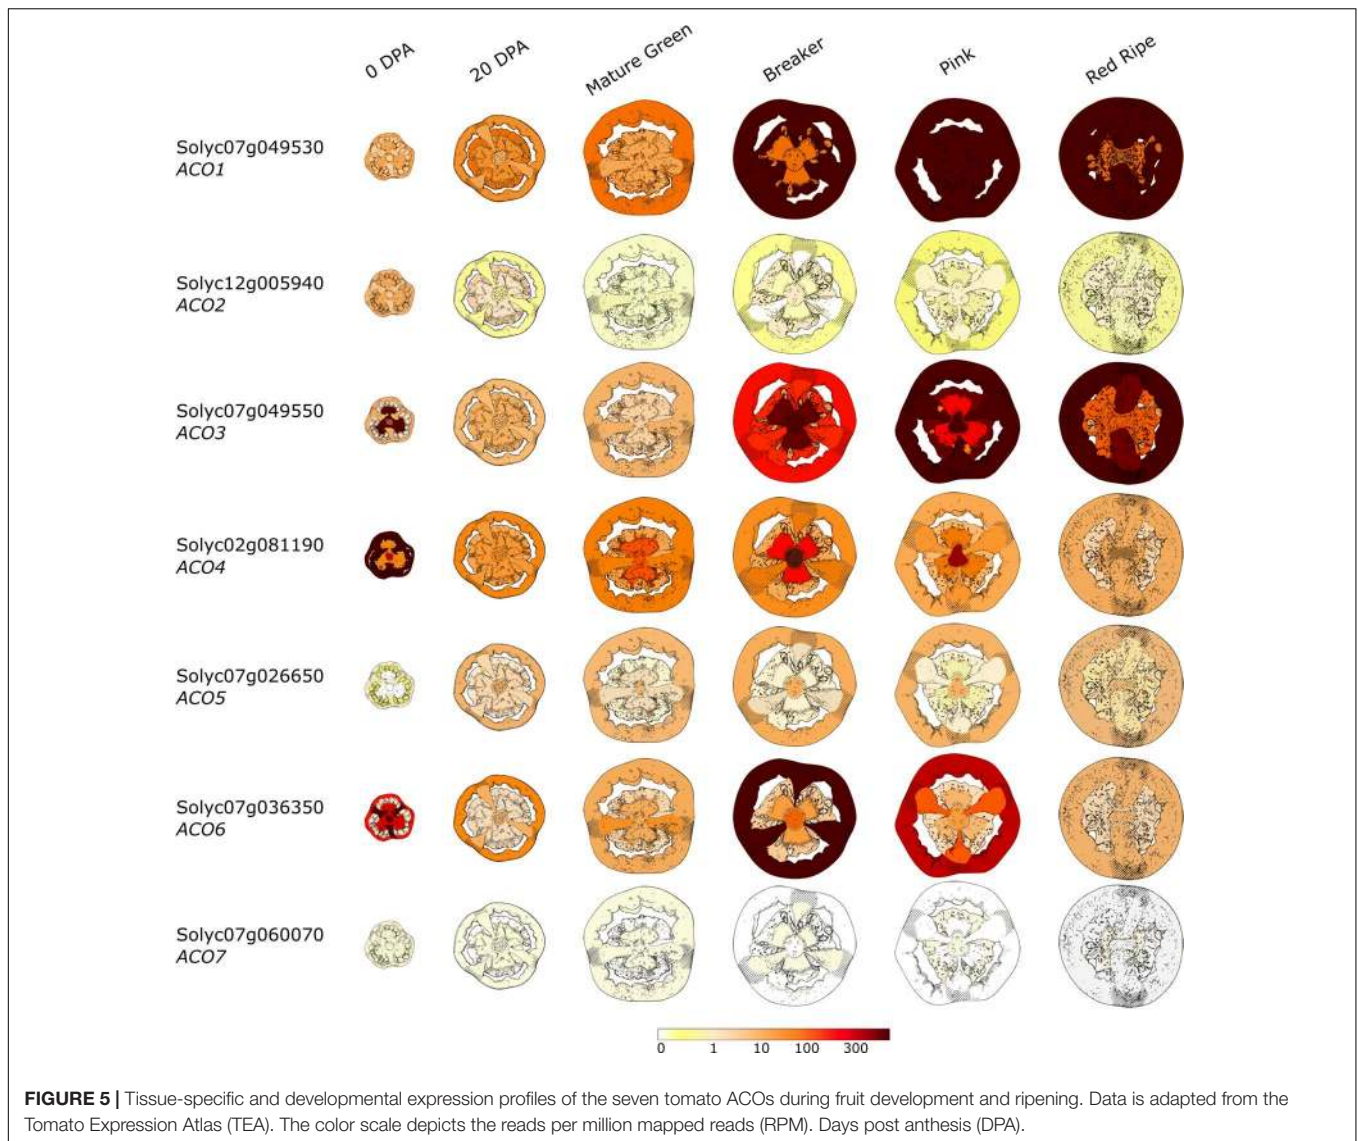 0 DPA
20 DPA
Mature Green
Breaker
Pink
Red Ripe
Solyc07g049530
ACO1
Solyc12g005940
ACO2
Solyc07g049550
ACO3
Solyc02g081190
ACO4
Solyc07g026650
ACO5
Solyc07g036350
ACO6
Solyc07g060070
ACO7
0 1 10 100 300
FIGURE 5 | Tissue-specific and developmental expression profiles of the seven tomato ACOs during fruit development and ripening. Data is adapted from the
Tomato Expression Atlas (TEA). The color scale depicts the reads per million mapped reads (RPM). Days post anthesis (DPA).